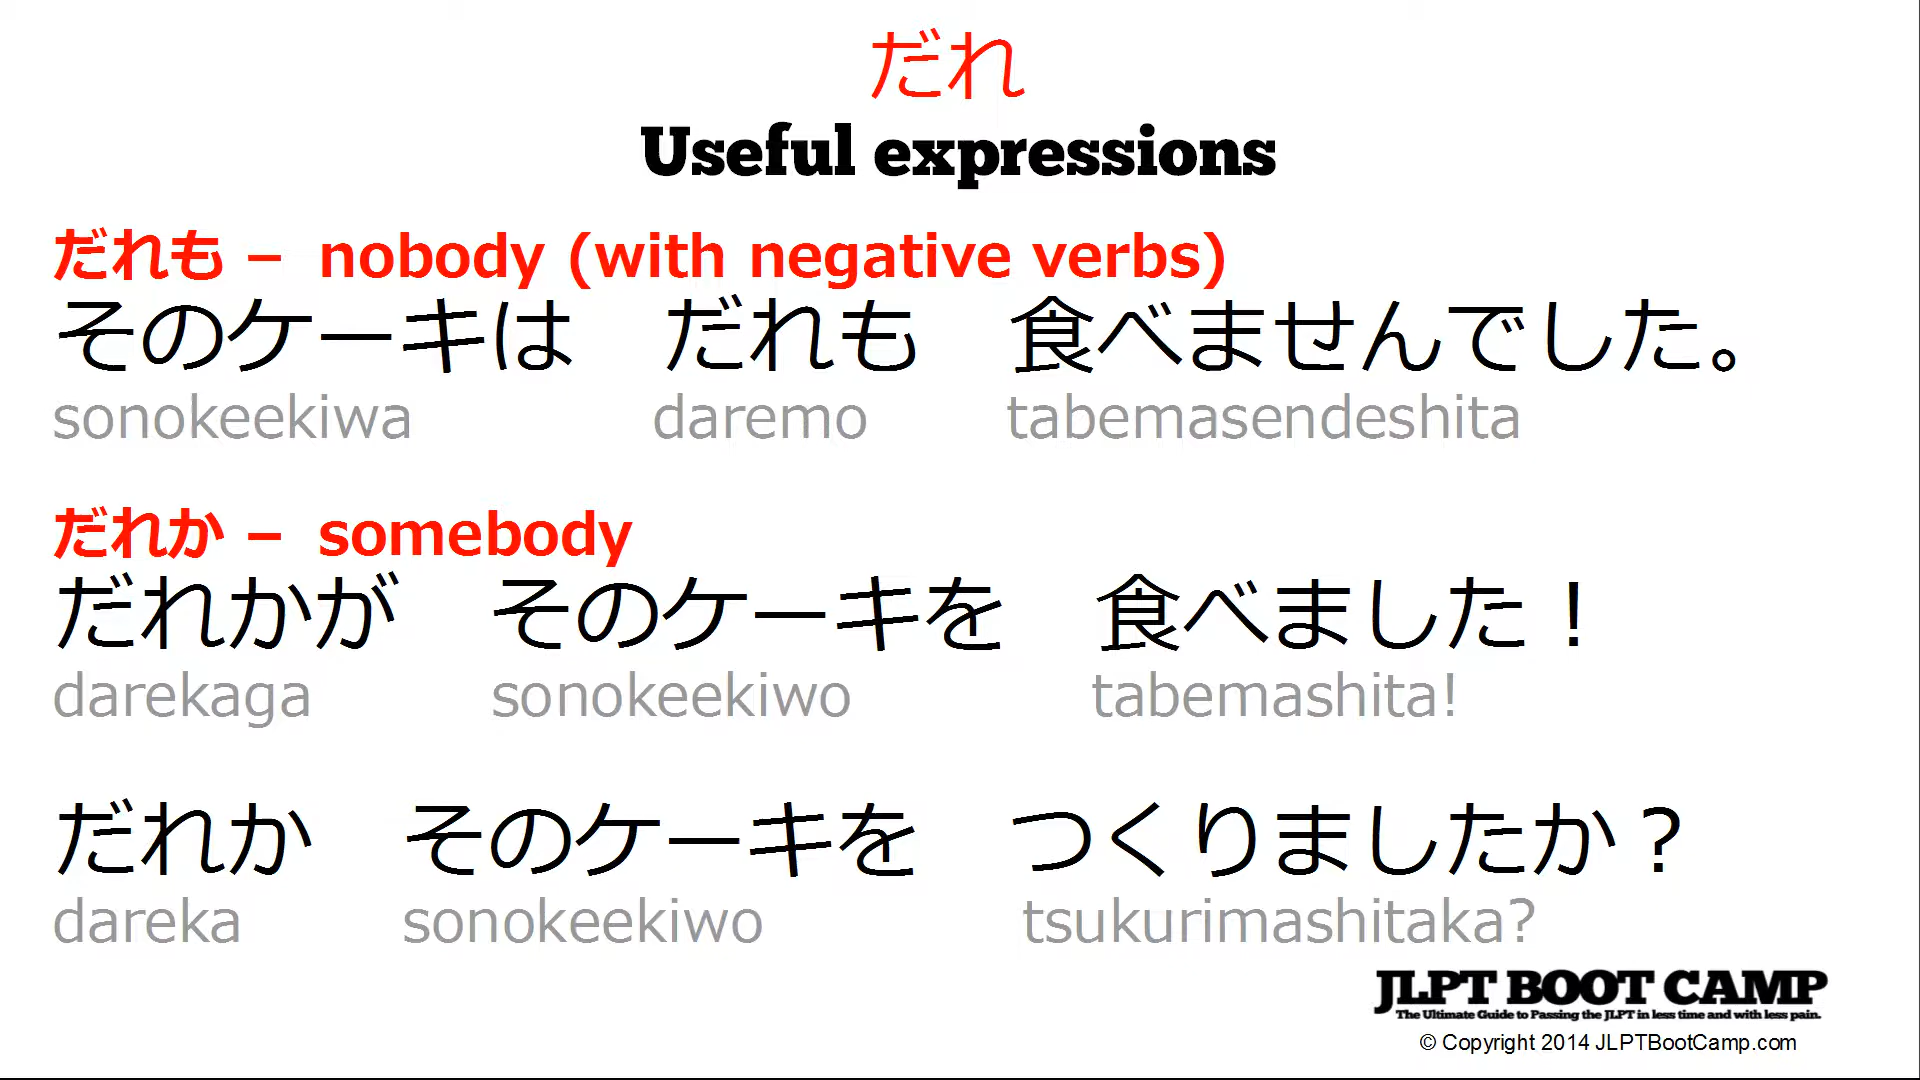 だれ
Useful expressions
だれも – nobody (with negative verbs)
そのケーキは　だれも　食べませんでした。
sonokeekiwa daremo tabemasendeshita
だれか – somebody
だれかが　そのケーキを　食べました！
darekaga sonokeekiwo tabemashita!
だれか　そのケーキを　つくりましたか？
dareka sonokeekiwo tsukurimashitaka?
JLPT BOOT CAMP
The Ultimate Guide to Passing the JLPT in less time and with less pain.
© Copyright 2014 JLPTBootCamp.com